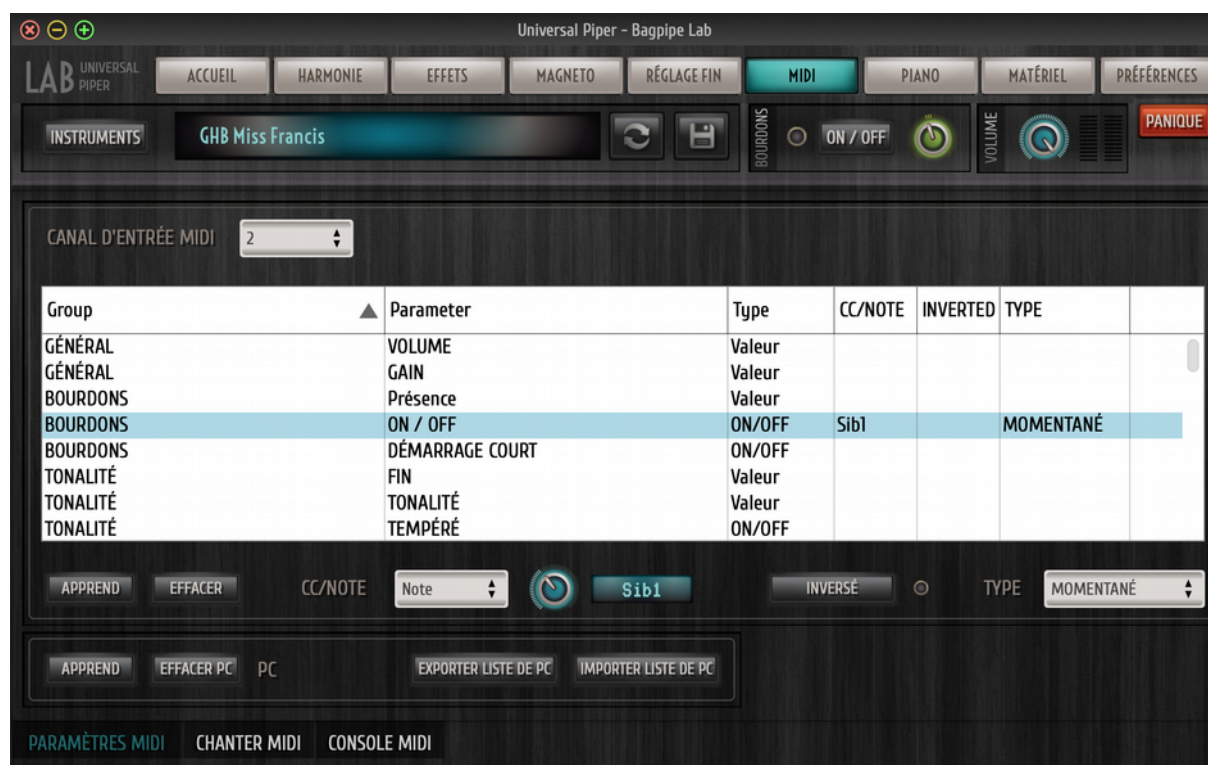 Universal Piper - Bagpipe Lab
LAB UNIVERSAL PIPER ACCUEIL HARMONIE EFFETS MAGNETO RÉGLAGE FIN MIDI PIANO MATÉRIEL PRÉFÉRENCES
INSTRUMENTS GHB Miss Francis BOURDONS ON / OFF VOLUME PANIQUE
CANAL D'ENTRÉE MIDI 2
Group Parameter Type CC/NOTE INVERTED TYPE
GÉNÉRAL VOLUME Valeur
GÉNÉRAL GAIN Valeur
BOURDONS Présence Valeur
BOURDONS ON / OFF ON/OFF Sib1 MOMENTANÉ
BOURDONS DÉMARRAGE COURT ON/OFF
TONALITÉ FIN Valeur
TONALITÉ TONALITÉ Valeur
TONALITÉ TEMPÉRÉ ON/OFF
APPREND EFFACER CC/NOTE Note Sib1 INVERSÉ TYPE MOMENTANÉ
APPREND EFFACER PC PC EXPORTER LISTE DE PC IMPORTER LISTE DE PC
PARAMÈTRES MIDI CHANTER MIDI CONSOLE MIDI